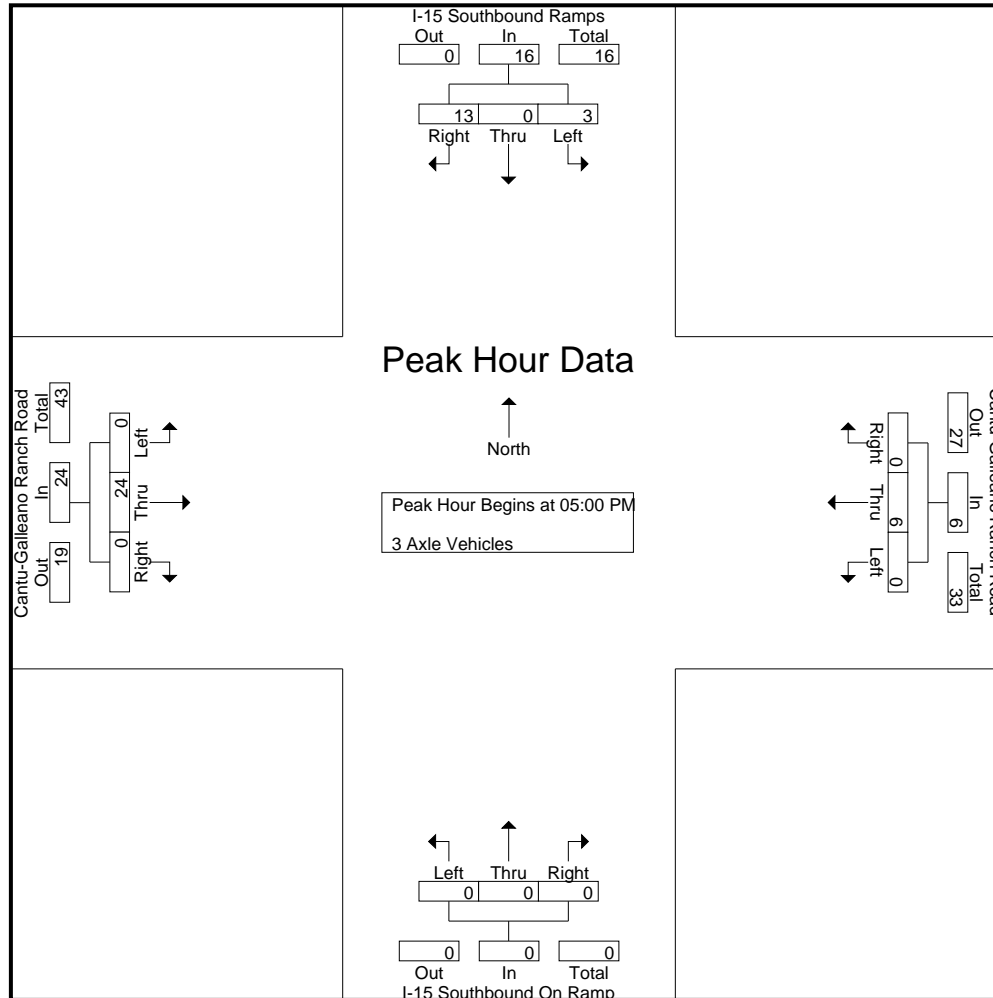 I-15 Southbound Ramps
Out In Total
0 16 16
13 0 3
Right Thru Left
Peak Hour Data
North
Peak Hour Begins at 05:00 PM
3 Axle Vehicles
Cantu-Galleano Ranch Road
Total In Out
43 24 19
0 24 0
Left Thru Right
Out In Total
27 6 33
0 6 0
Right Thru Left
Left Thru Right
0 0 0
0 0 0
Out In Total
I-15 Southbound On Ramp